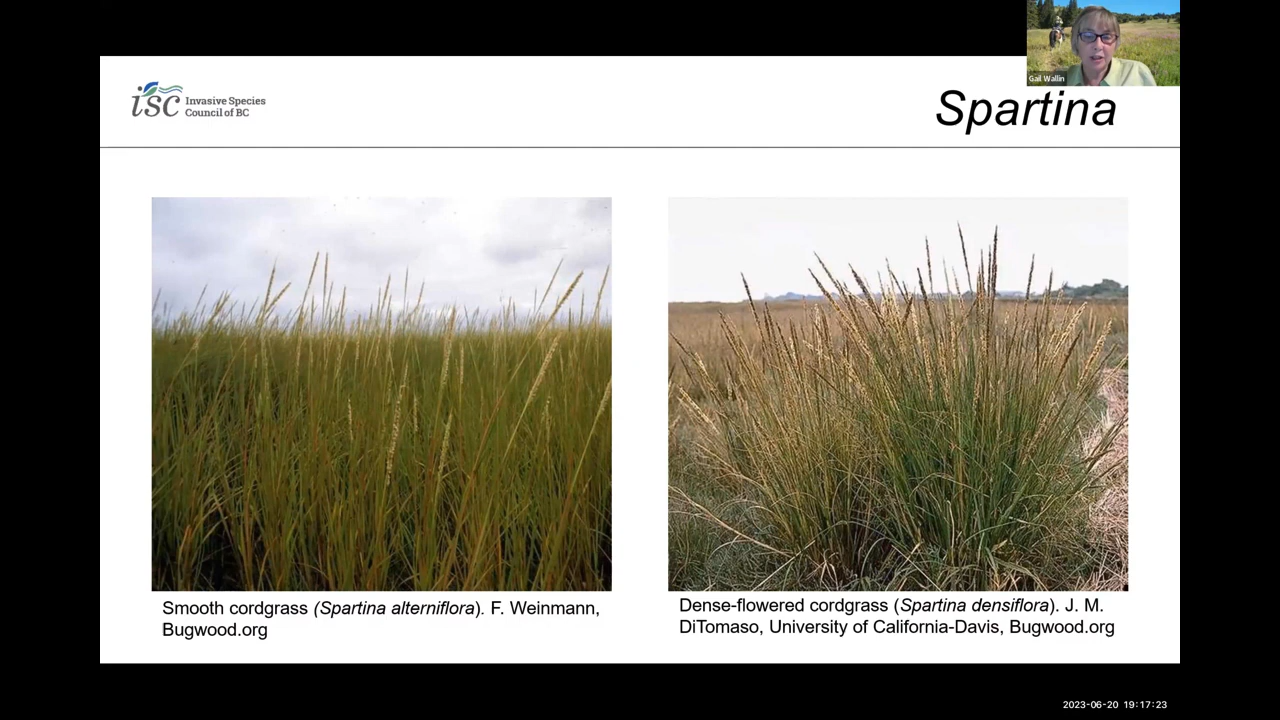 Gail Wallin
isc Invasive Species
Council of BC
Spartina
Smooth cordgrass (Spartina alterniflora). F. Weinmann,
Bugwood.org
Dense-flowered cordgrass (Spartina densiflora). J. M.
DiTomaso, University of California-Davis, Bugwood.org
2023-06-20 19:17:23